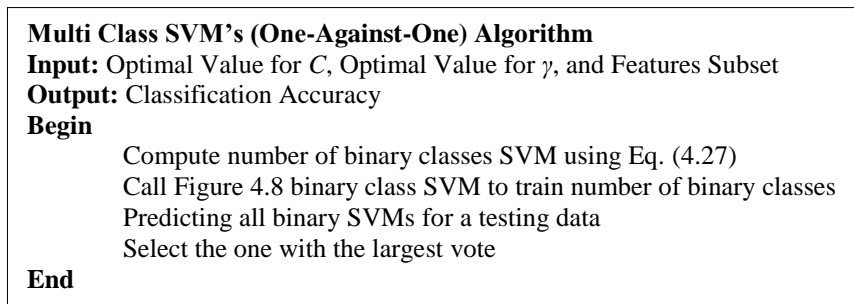 Multi Class SVM's (One-Against-One) Algorithm
Input: Optimal Value for C, Optimal Value for γ, and Features Subset
Output: Classification Accuracy
Begin
Compute number of binary classes SVM using Eq. (4.27)
Call Figure 4.8 binary class SVM to train number of binary classes
Predicting all binary SVMs for a testing data
Select the one with the largest vote
End